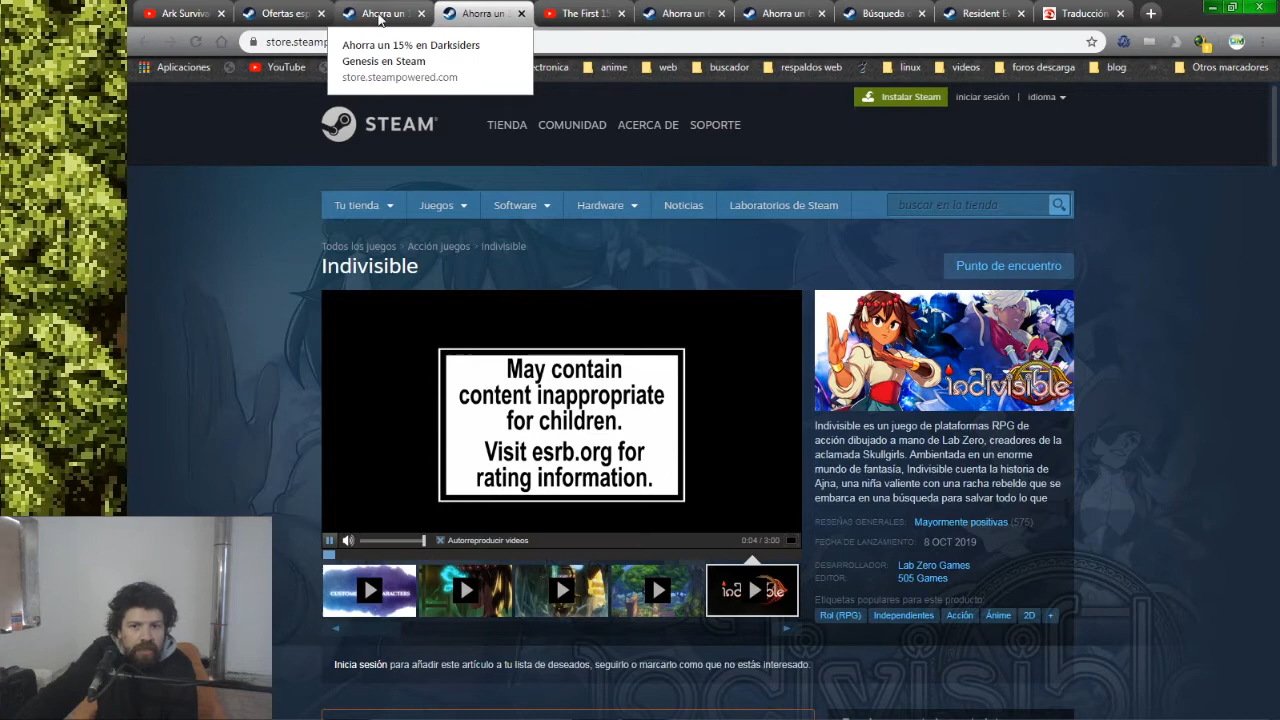 Ark Surviva
Ofertas esp
Ahorra un
Ahorra un
The First 15
Ahorra un
Ahorra un
Búsqueda
Resident E
Traducción
store.steamp
Ahorra un 15% en Darksiders
Genesis en Steam
store.steampowered.com
Aplicaciones
YouTube
electronica
anime
web
buscador
respaldos web
linux
videos
foros descarga
Otros marcadores
Instalar Steam
iniciar sesión | idioma
STEAM
TIENDA COMUNIDAD ACERCA DE SOPORTE
Tu tienda Juegos Software Hardware Noticias Laboratorios de Steam buscar en la tienda
Todos los juegos > Acción juegos > Indivisible
Indivisible
Punto de encuentro
May contain
content inappropriate
for children.
Visit esrb.org for
rating information.
indivisible
Indivisible es un juego de plataformas RPG de
acción dibujado a mano de Lab Zero, creadores de la
aclamada Skullgirls. Ambientada en un enorme
mundo de fantasía, Indivisible cuenta la historia de
Ajna, una niña valiente con una racha rebelde que se
embarca en una búsqueda para salvar todo lo que
RESEÑAS GENERALES: Mayormente positivas (575)
FECHA DE LANZAMIENTO: 8 OCT 2019
DESARROLLADOR: Lab Zero Games
EDITOR: 505 Games
Etiquetas populares para este producto:
Rol (RPG) Independientes Acción Ánime 2D +
Autorreproducir vídeos
0:04 / 3:00
Inicia sesión para añadir este artículo a tu lista de deseados, seguirlo o marcarlo como que no estás interesado.